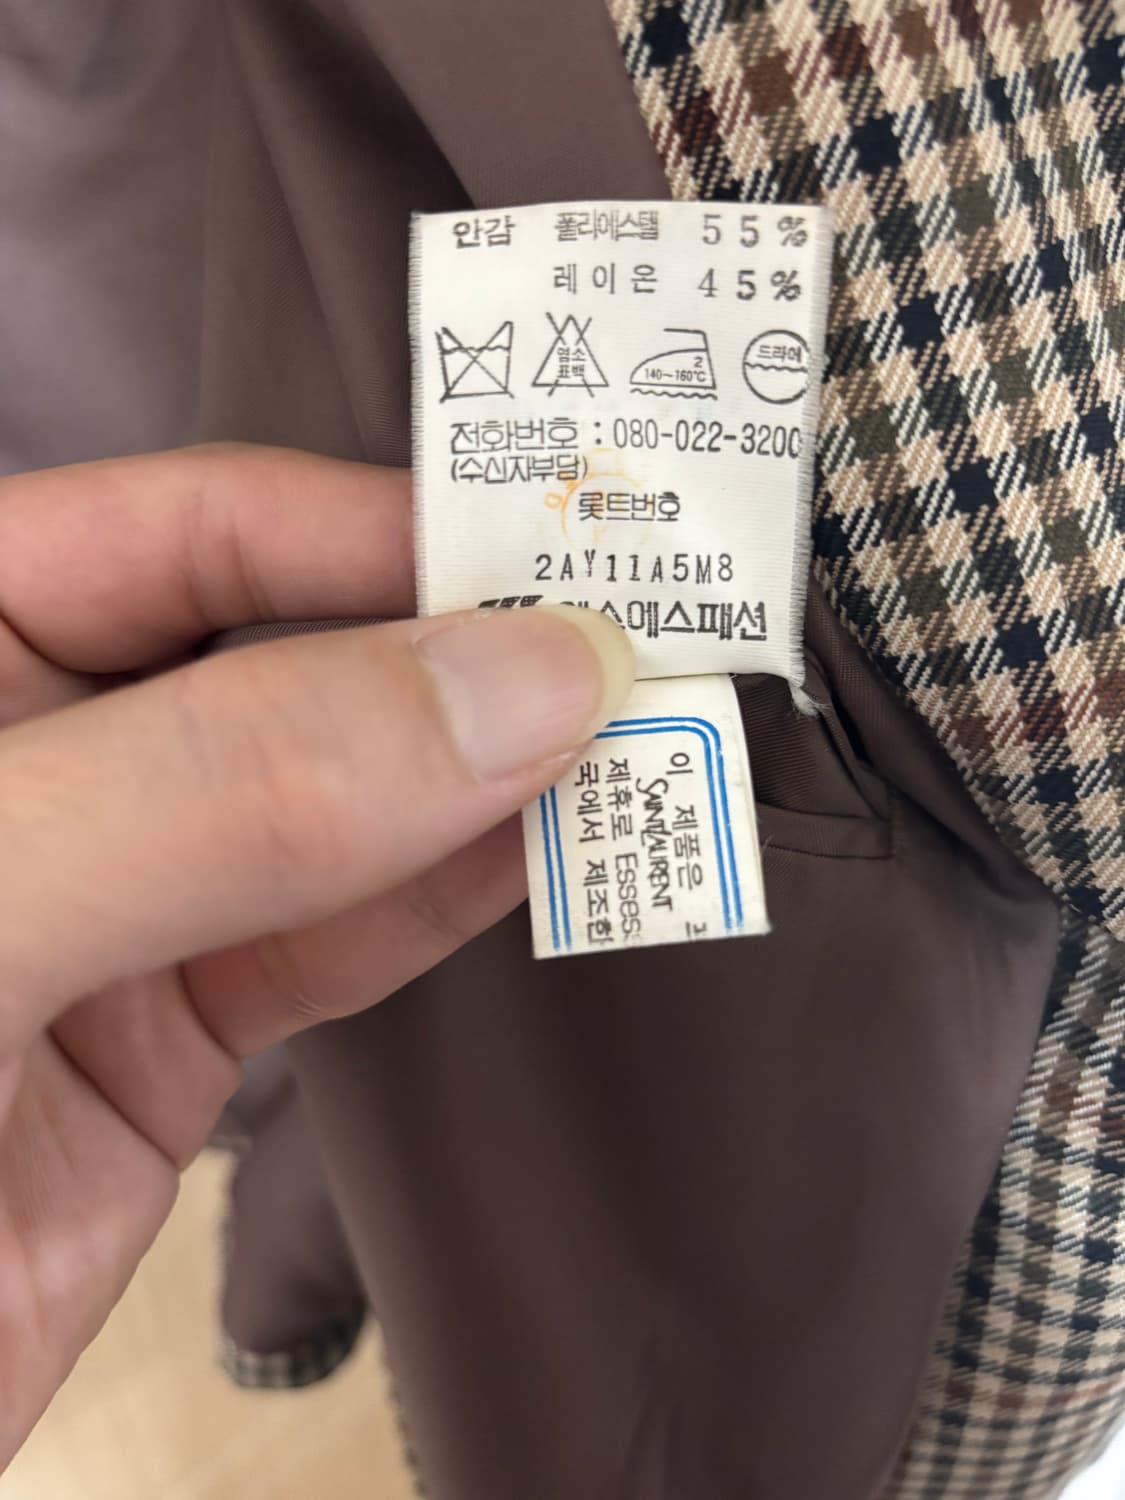 안감 폴리에스텔 55%
레이온 45%
염소
표백
2
140~160℃
드라이
전화번호 : 080-022-3200
(수신자부담)
롯트번호
2AY11A5M8
에스에스패션
이 제품은
SAINT LAURENT
제휴로 ESSES
국에서 제조한